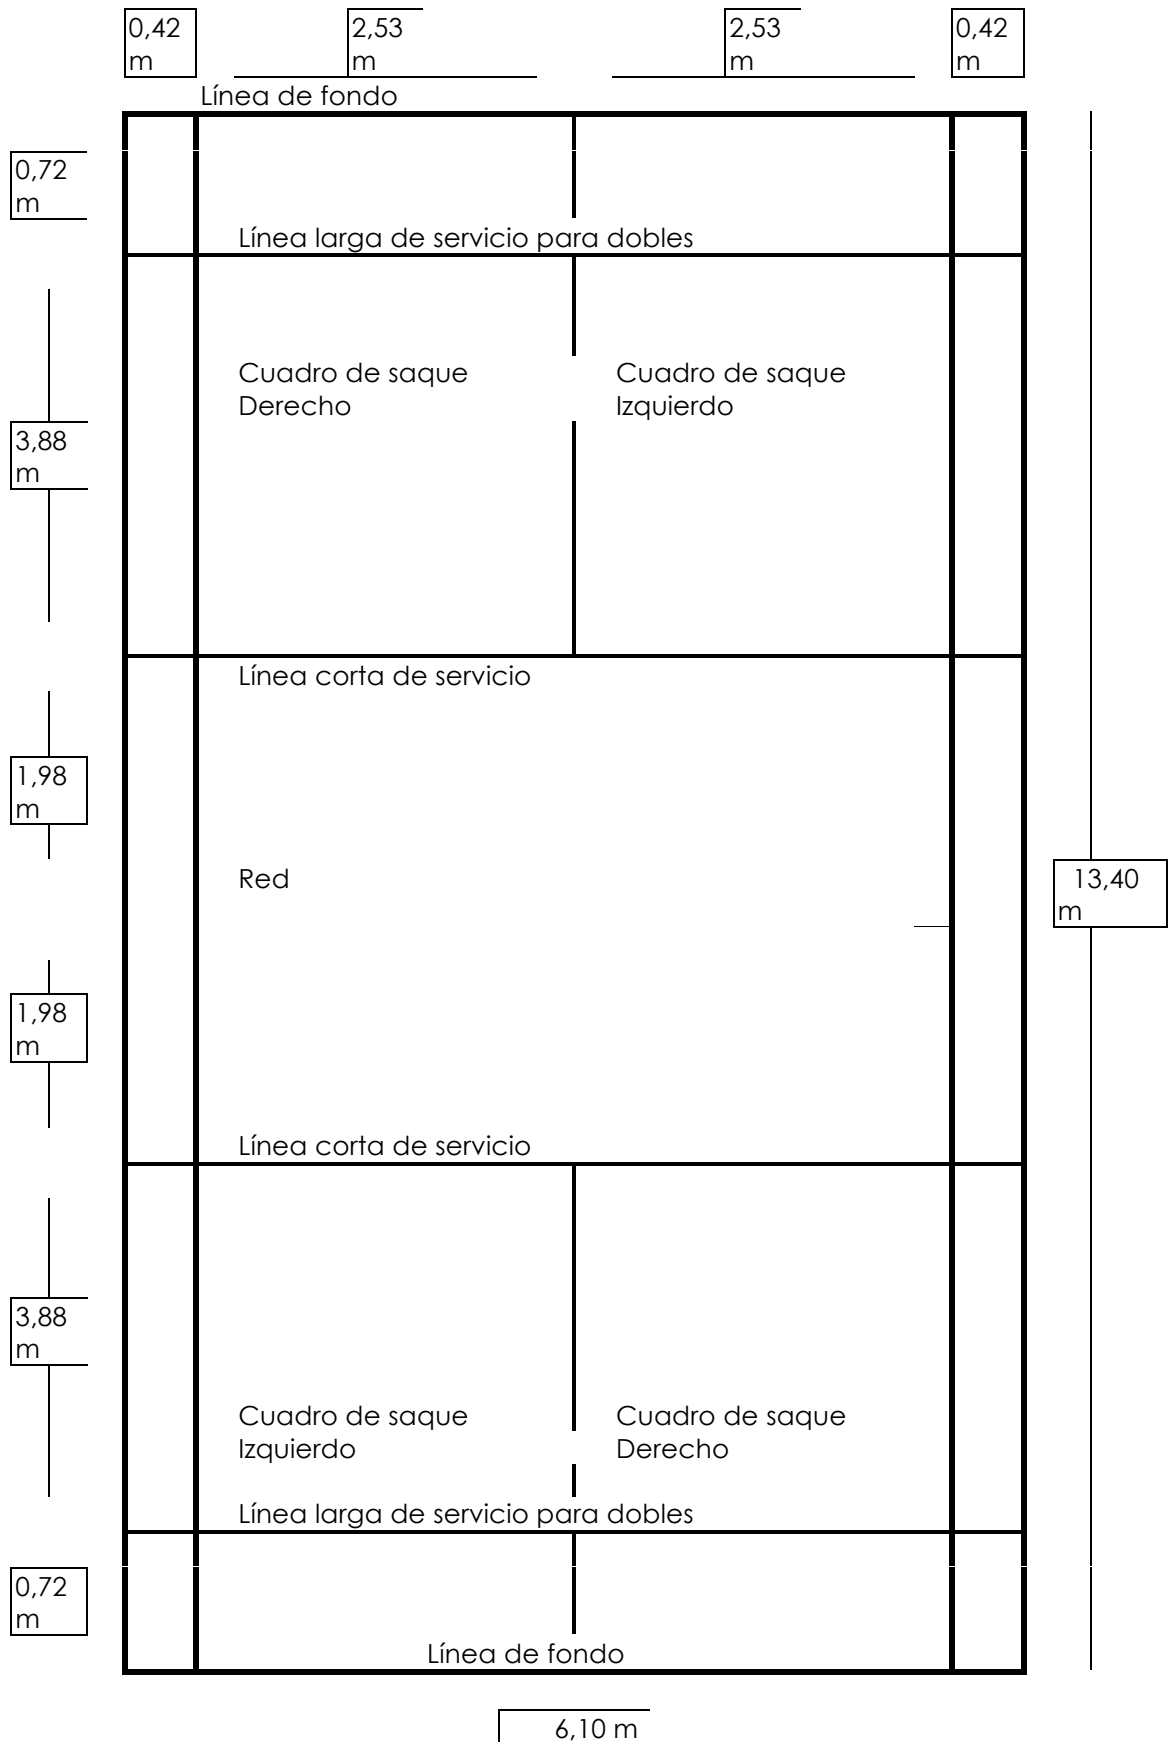 0,42
m
2,53
m
2,53
m
0,42
m
Línea de fondo
0,72
m
Línea larga de servicio para dobles
Cuadro de saque
Derecho
Cuadro de saque
Izquierdo
3,88
m
Línea corta de servicio
1,98
m
Red
13,40
m
1,98
m
Línea corta de servicio
3,88
m
Cuadro de saque
Izquierdo
Cuadro de saque
Derecho
Línea larga de servicio para dobles
0,72
m
Línea de fondo
6,10 m